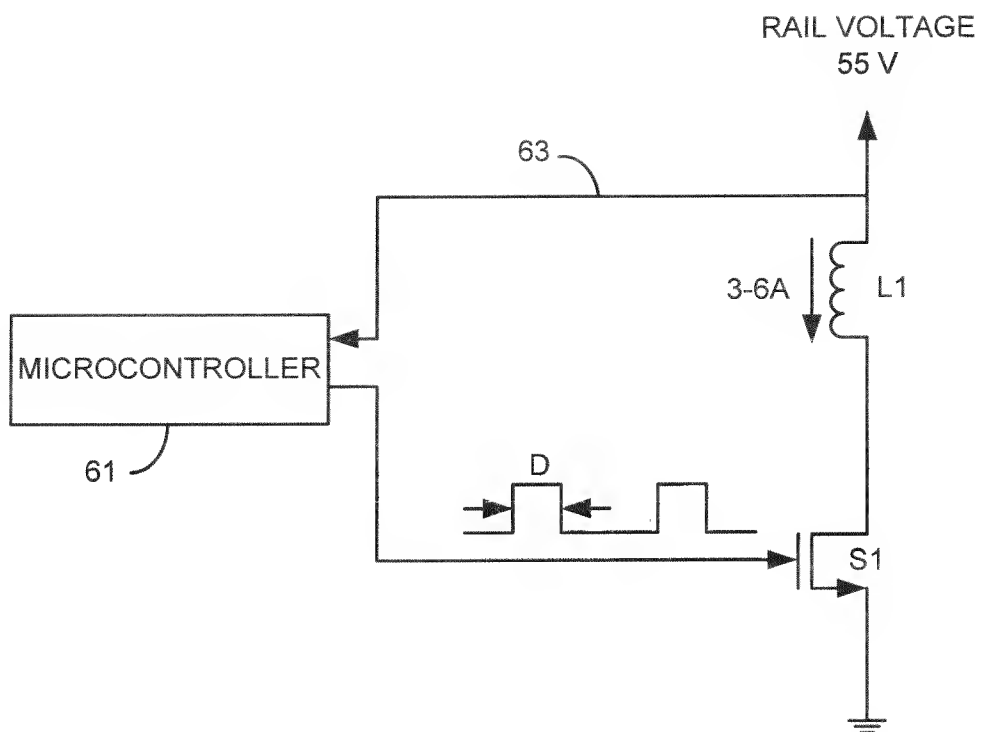 RAIL VOLTAGE
55 V
63
3-6A
L1
MICROCONTROLLER
61
D
S1